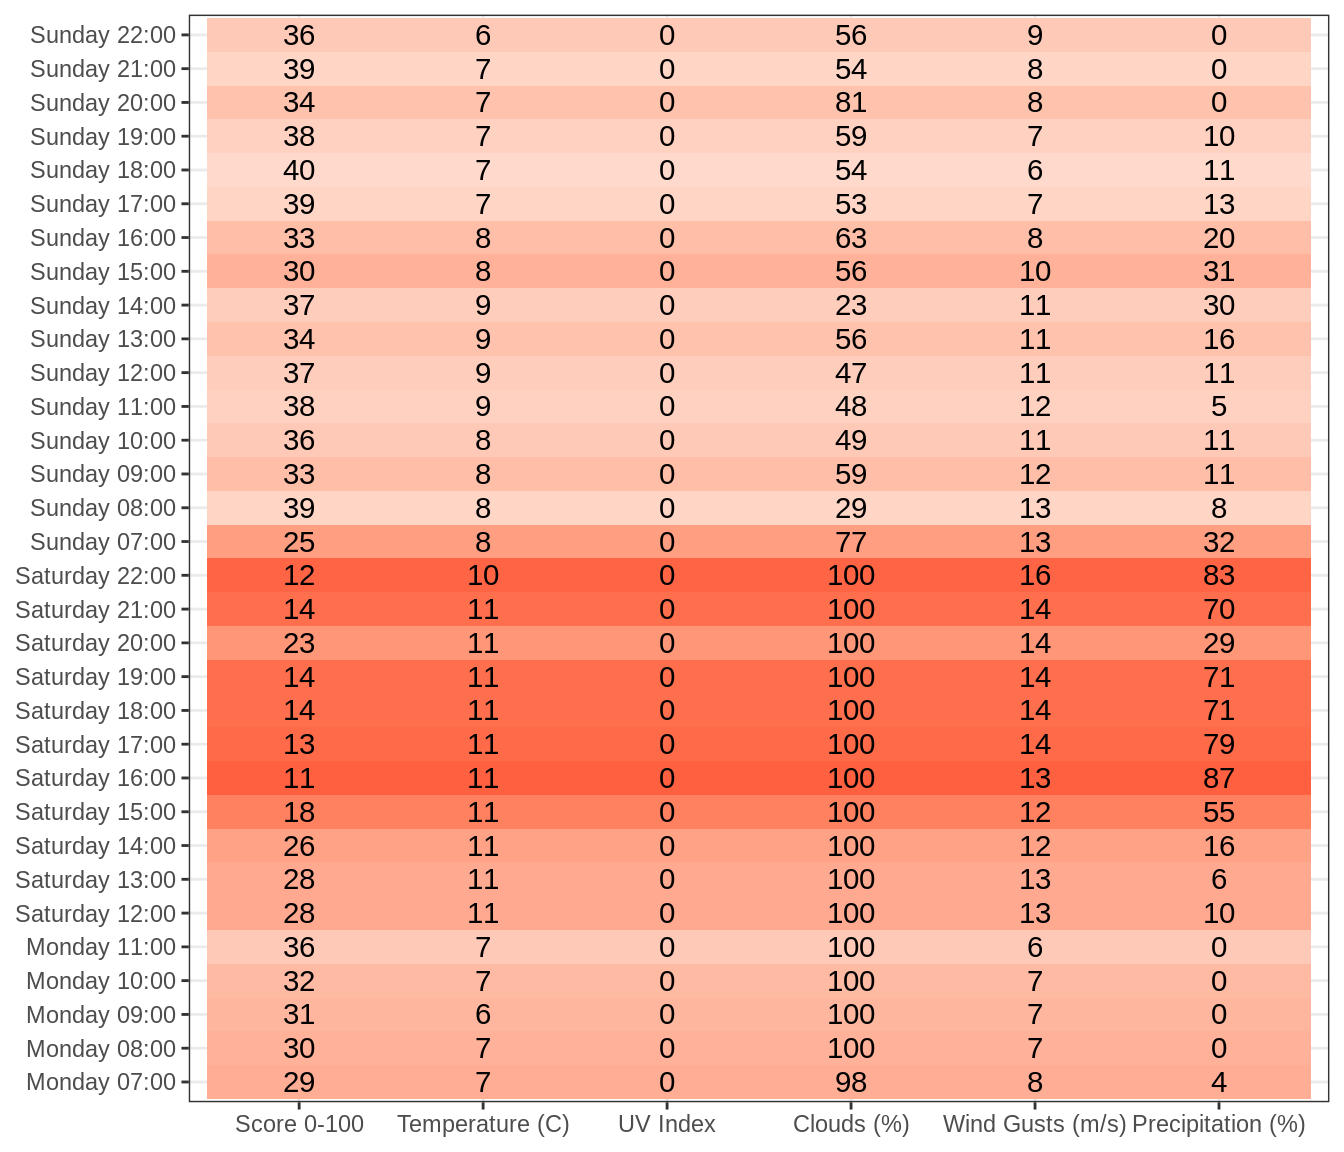 Sunday 22:00 36 6 0 56 9 0
Sunday 21:00 39 7 0 54 8 0
Sunday 20:00 34 7 0 81 8 0
Sunday 19:00 38 7 0 59 7 10
Sunday 18:00 40 7 0 54 6 11
Sunday 17:00 39 7 0 53 7 13
Sunday 16:00 33 8 0 63 8 20
Sunday 15:00 30 8 0 56 10 31
Sunday 14:00 37 9 0 23 11 30
Sunday 13:00 34 9 0 56 11 16
Sunday 12:00 37 9 0 47 11 11
Sunday 11:00 38 9 0 48 12 5
Sunday 10:00 36 8 0 49 11 11
Sunday 09:00 33 8 0 59 12 11
Sunday 08:00 39 8 0 29 13 8
Sunday 07:00 25 8 0 77 13 32
Saturday 22:00 12 10 0 100 16 83
Saturday 21:00 14 11 0 100 14 70
Saturday 20:00 23 11 0 100 14 29
Saturday 19:00 14 11 0 100 14 71
Saturday 18:00 14 11 0 100 14 71
Saturday 17:00 13 11 0 100 14 79
Saturday 16:00 11 11 0 100 13 87
Saturday 15:00 18 11 0 100 12 55
Saturday 14:00 26 11 0 100 12 16
Saturday 13:00 28 11 0 100 13 6
Saturday 12:00 28 11 0 100 13 10
Monday 11:00 36 7 0 100 6 0
Monday 10:00 32 7 0 100 7 0
Monday 09:00 31 6 0 100 7 0
Monday 08:00 30 7 0 100 7 0
Monday 07:00 29 7 0 98 8 4
Score 0-100 Temperature (C) UV Index Clouds (%) Wind Gusts (m/s) Precipitation (%)